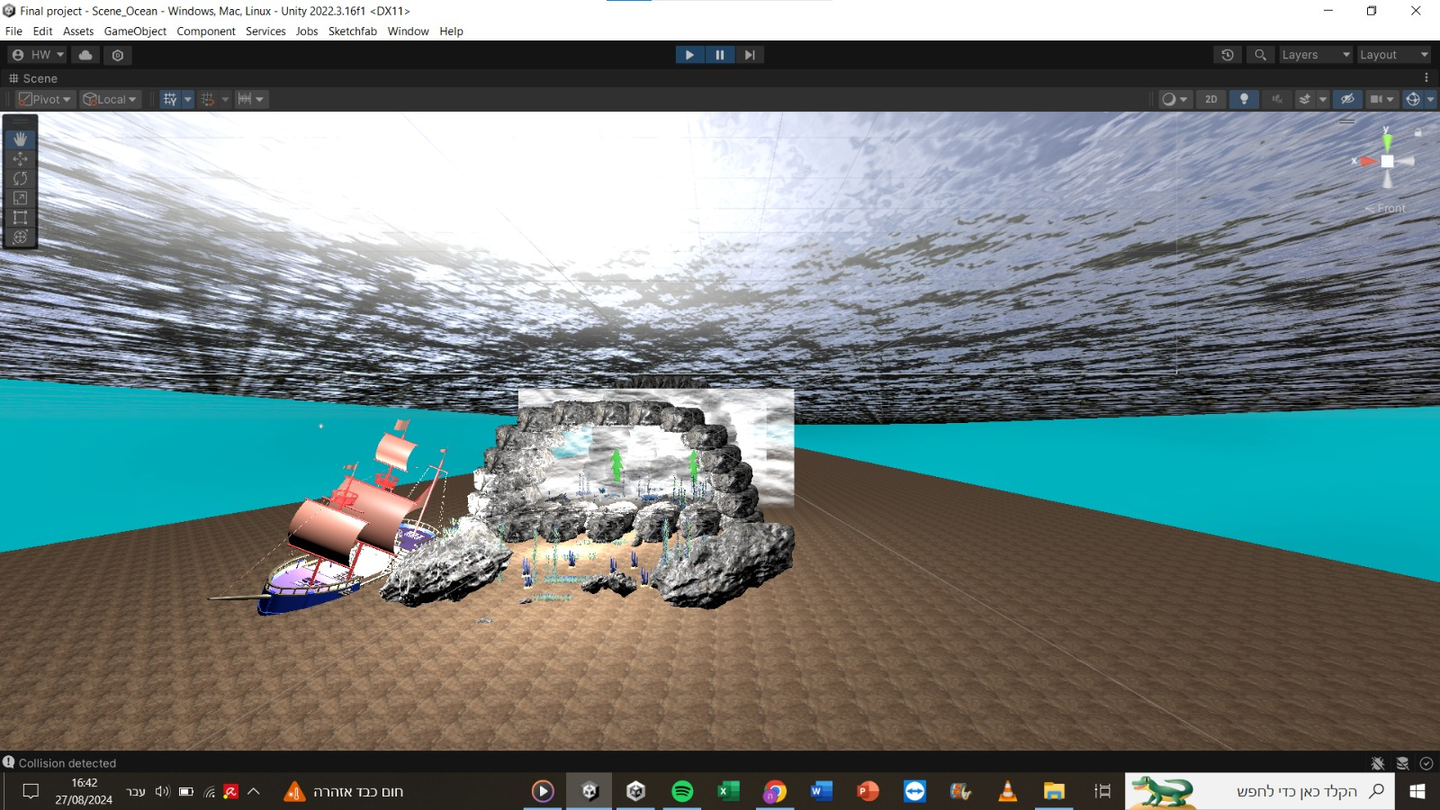 Final project - Scene_Ocean - Windows, Mac, Linux - Unity 2022.3.16f1 <DX11>
File Edit Assets GameObject Component Services Jobs Sketchfab Window Help
HW Layers Layout
Scene
Pivot Local 2D
y
x
Front
Collision detected
16:42
27/08/2024
עבר
חום כבד אזהרה
הקלד כאן כדי לחפש